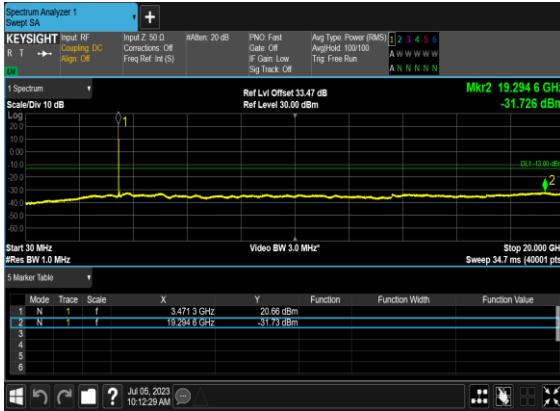 Spectrum Analyzer 1
Swept SA
+
KEYSIGHT Input: RF Input Z: 50 Ω #Atten: 20 dB PNO: Fast Avg Type: Power (RMS) 1 2 3 4 5 6
R T Coupling: DC Corrections: Off Gate: Off Avg|Hold: 100/100 A W W W W W
Align: Off Freq Ref: Int (S) IF Gain: Low Trig: Free Run
LV Sig Track: Off A N N N N N
1 Spectrum Ref Lvl Offset 33.47 dB Mkr2 19.294 6 GHz
Scale/Div 10 dB Ref Level 30.00 dBm -31.726 dBm
Log
20.0
10.0
0.00
-10.0
-20.0
-30.0
-40.0
-50.0
-60.0
1
DL1 -13.00 dBm
2
Start 30 MHz Video BW 3.0 MHz* Stop 20.000 GHz
#Res BW 1.0 MHz Sweep 34.7 ms (40001 pts)
5 Marker Table
Mode Trace Scale X Y Function Function Width Function Value
1 N 1 f 3.471 3 GHz 20.66 dBm
2 N 1 f 19.294 6 GHz -31.73 dBm
3
4
5
6
? Jul 05, 2023
10:12:29 AM